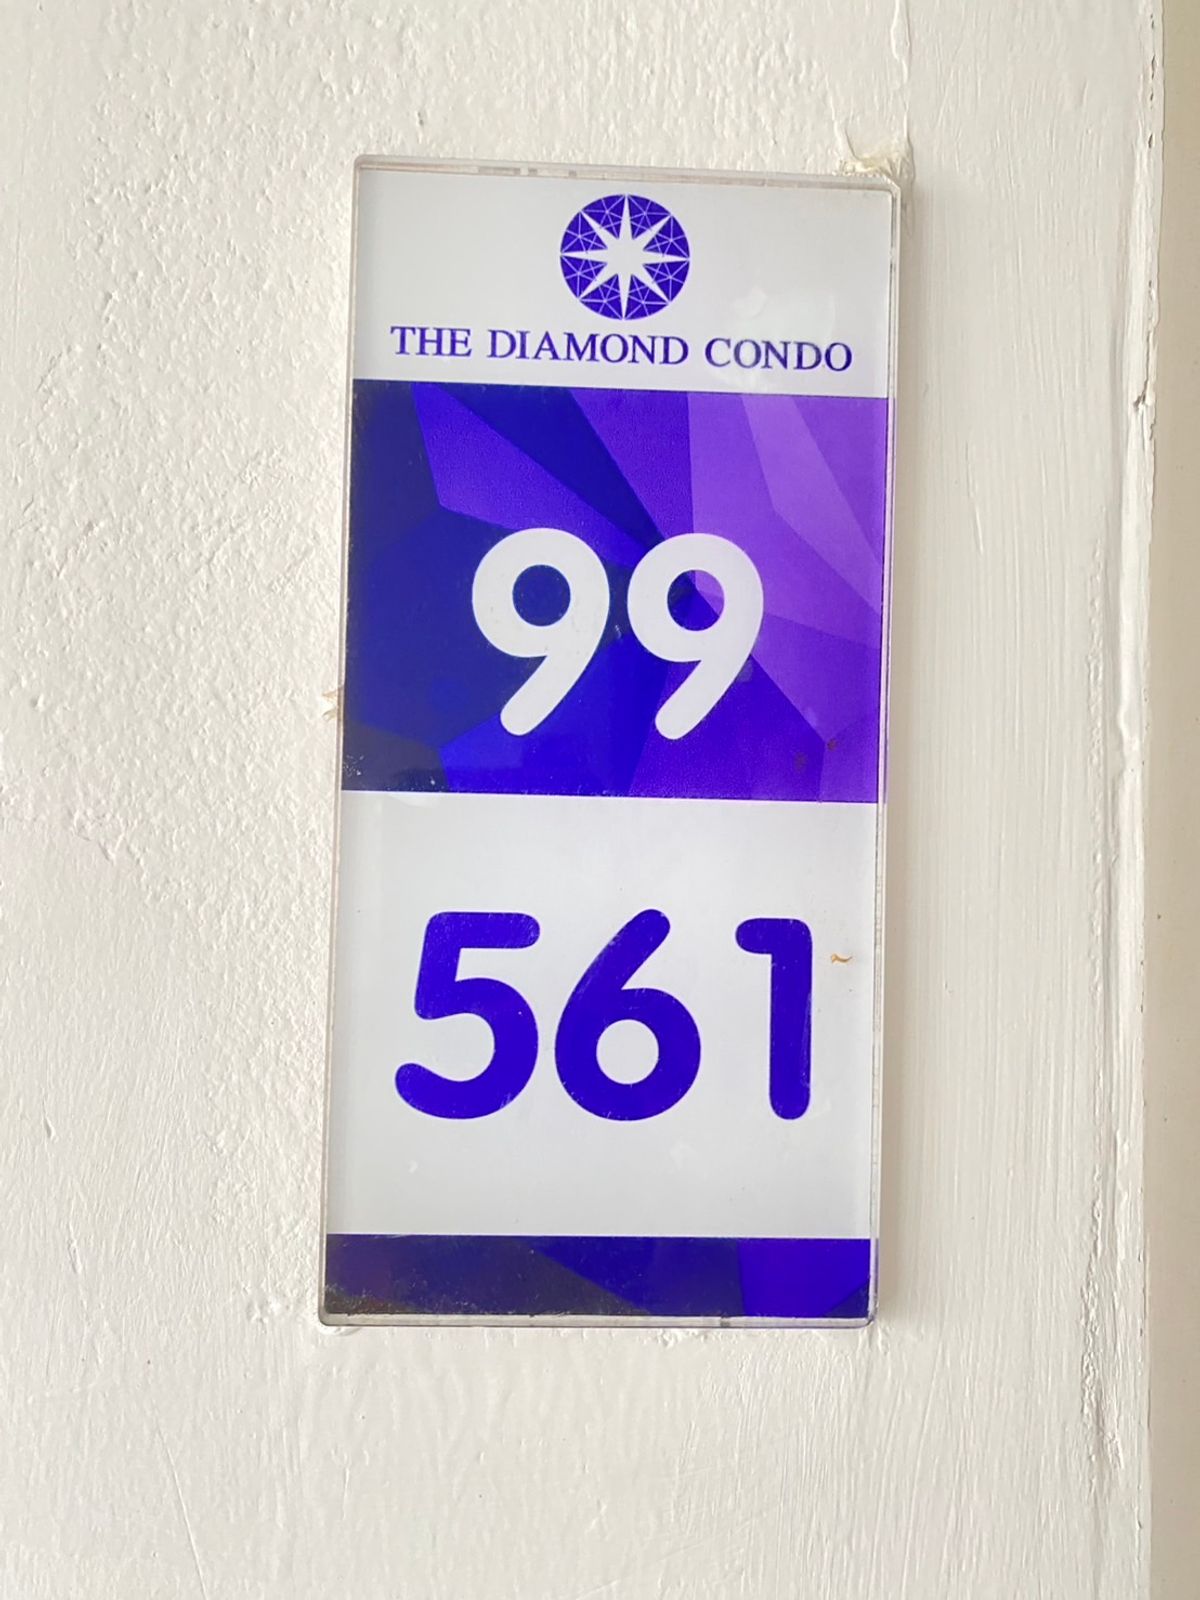 THE DIAMOND CONDO
99
561